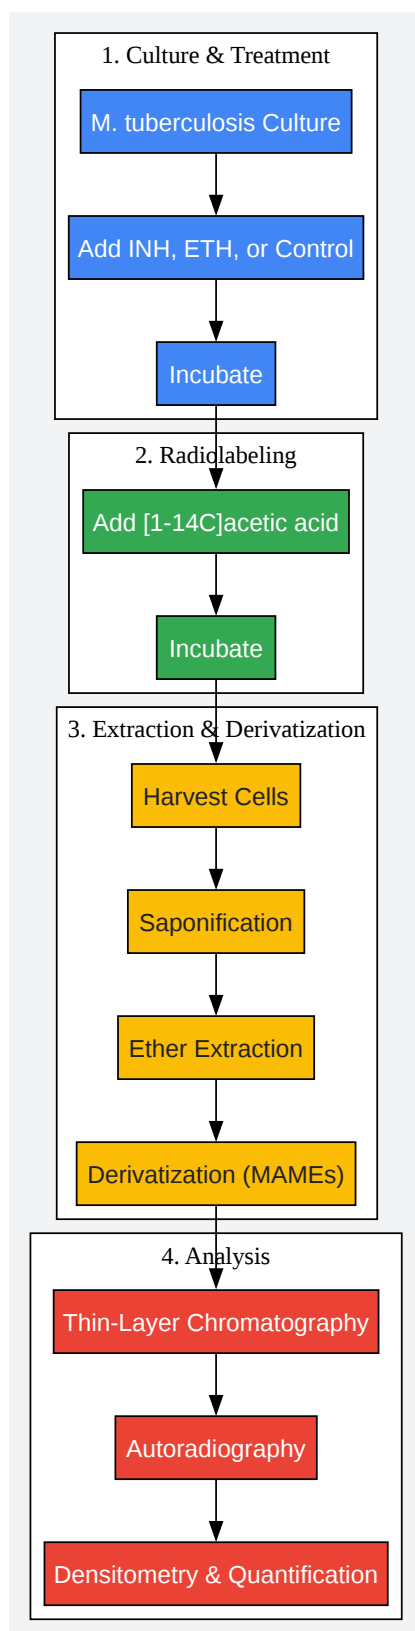 1. Culture & Treatment
M. tuberculosis Culture
Add INH, ETH, or Control
Incubate
2. Radiolabeling
Add [1-14C]acetic acid
Incubate
3. Extraction & Derivatization
Harvest Cells
Saponification
Ether Extraction
Derivatization (MAMEs)
4. Analysis
Thin-Layer Chromatography
Autoradiography
Densitometry & Quantification